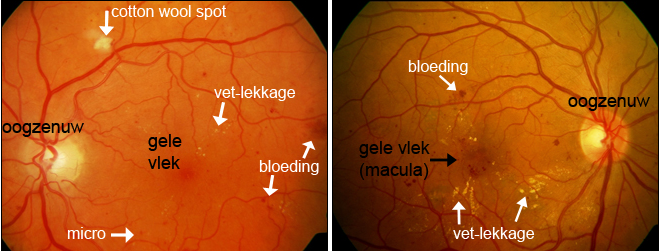 cotton wool spot
vet-lekkage
oogzenuw
gele
vlek
bloeding
micro
bloeding
oogzenuw
gele vlek
(macula)
vet-lekkage